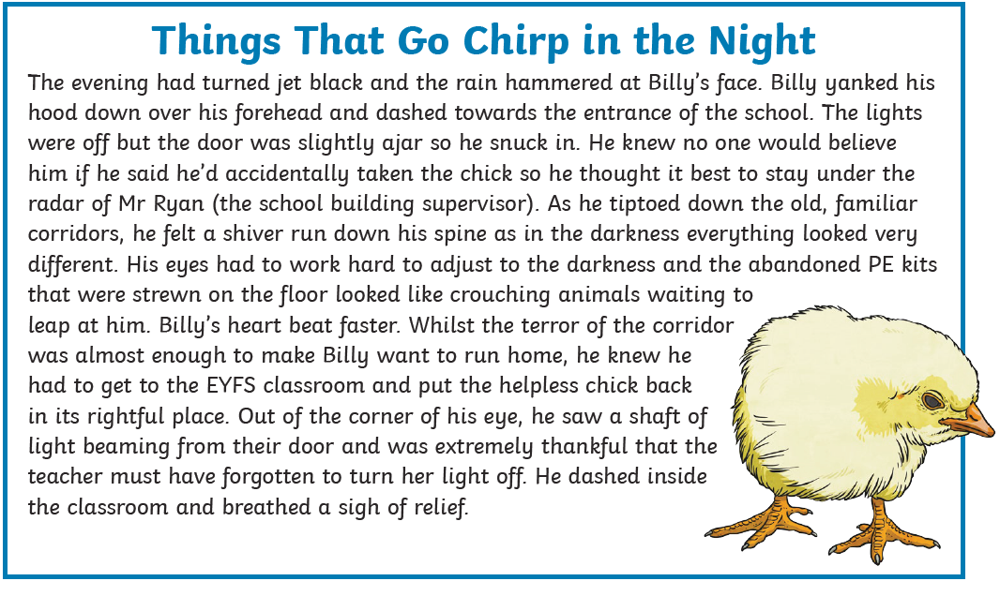 Things That Go Chirp in the Night
The evening had turned jet black and the rain hammered at Billy's face. Billy yanked his
hood down over his forehead and dashed towards the entrance of the school. The lights
were off but the door was slightly ajar so he snuck in. He knew no one would believe
him if he said he'd accidentally taken the chick so he thought it best to stay under the
radar of Mr Ryan (the school building supervisor). As he tiptoed down the old, familiar
corridors, he felt a shiver run down his spine as in the darkness everything looked very
different. His eyes had to work hard to adjust to the darkness and the abandoned PE kits
that were strewn on the floor looked like crouching animals waiting to
leap at him. Billy's heart beat faster. Whilst the terror of the corridor
was almost enough to make Billy want to run home, he knew he
had to get to the EYFS classroom and put the helpless chick back
in its rightful place. Out of the corner of his eye, he saw a shaft of
light beaming from their door and was extremely thankful that the
teacher must have forgotten to turn her light off. He dashed inside
the classroom and breathed a sigh of relief.